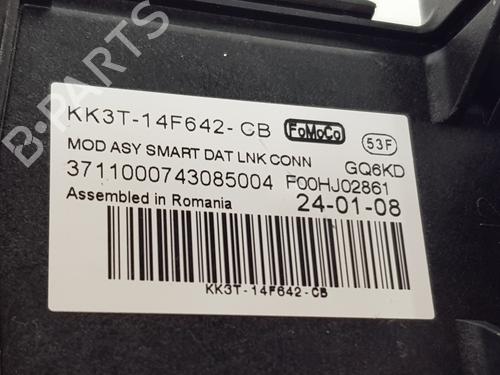 B-PARTS
KK3T-14F642-CB FoMoCo 53F
MOD ASY SMART DAT LNK CONN GQ6KD
3711000743085004 F00HJ02861
Assembled in Romania 24-01-08
KK3T-14F642-CB